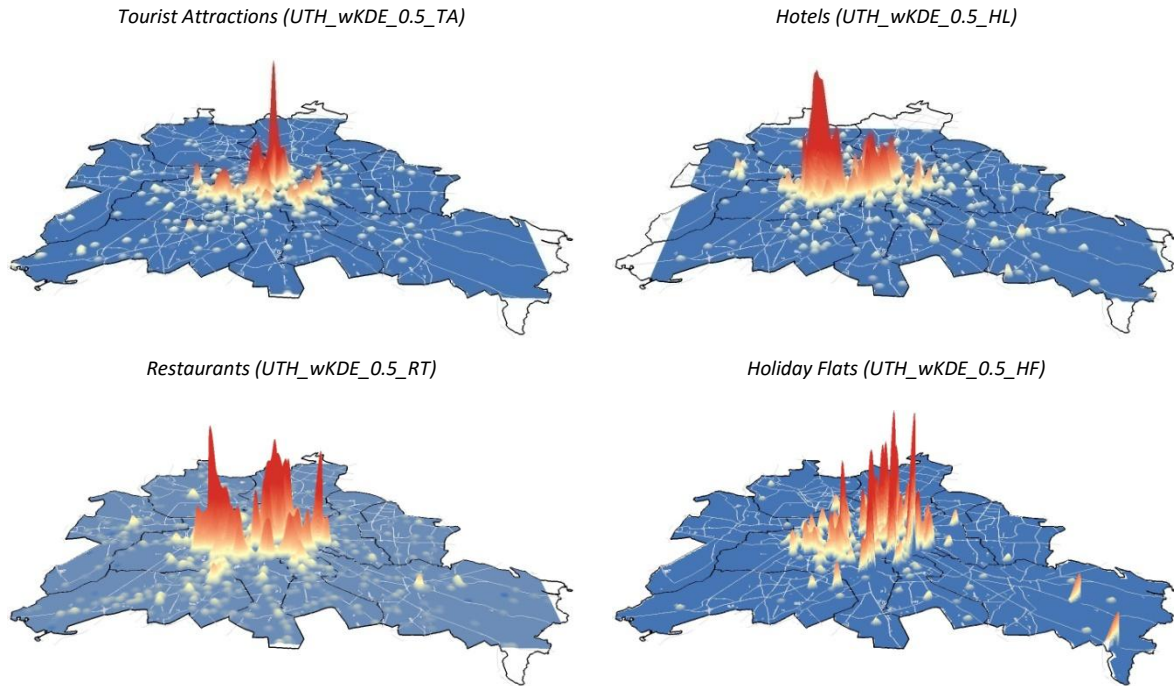 Tourist Attractions (UTH_wKDE_0.5_TA)
Hotels (UTH_wKDE_0.5_HL)
Restaurants (UTH_wKDE_0.5_RT)
Holiday Flats (UTH_wKDE_0.5_HF)